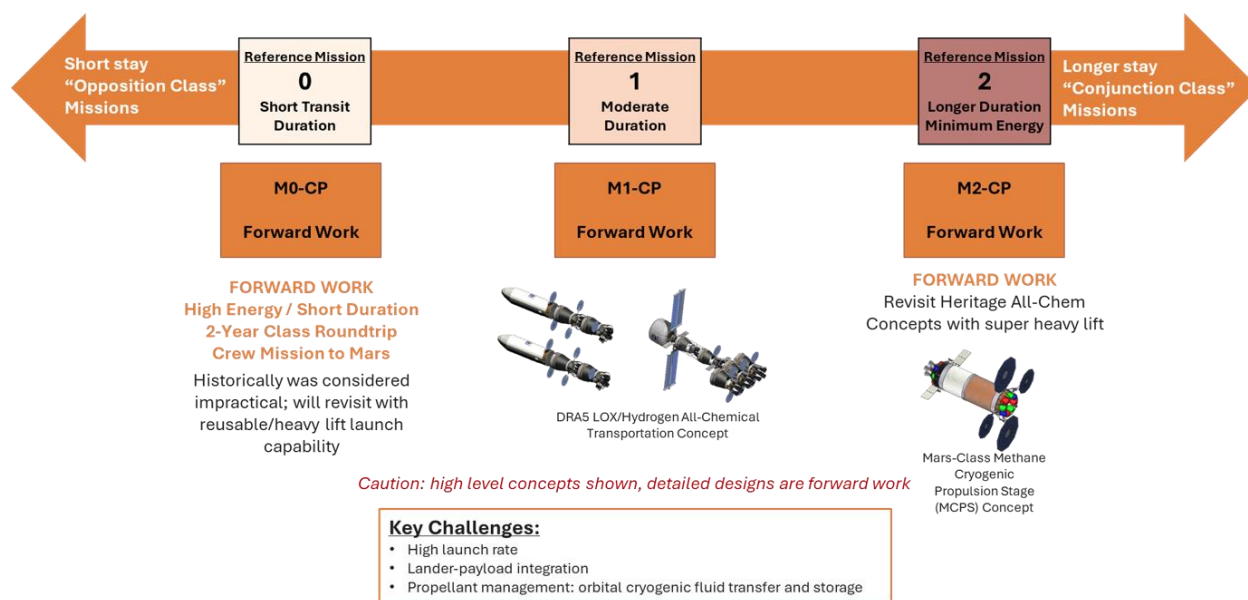 Short stay
“Opposition Class”
Missions
Reference Mission
0
Short Transit
Duration
Reference Mission
1
Moderate
Duration
Reference Mission
2
Longer Duration
Minimum Energy
Longer stay
“Conjunction Class”
Missions
M0-CP
Forward Work
M1-CP
Forward Work
M2-CP
Forward Work
FORWARD WORK
High Energy / Short Duration
2-Year Class Roundtrip
Crew Mission to Mars
Historically was considered
impractical; will revisit with
reusable/heavy lift launch
capability
DRA5 LOX/Hydrogen All-Chemical
Transportation Concept
FORWARD WORK
Revisit Heritage All-Chem
Concepts with super heavy lift
Mars-Class Methane
Cryogenic
Propulsion Stage
(MCPS) Concept
Caution: high level concepts shown, detailed designs are forward work
Key Challenges:
• High launch rate
• Lander-payload integration
• Propellant management: orbital cryogenic fluid transfer and storage